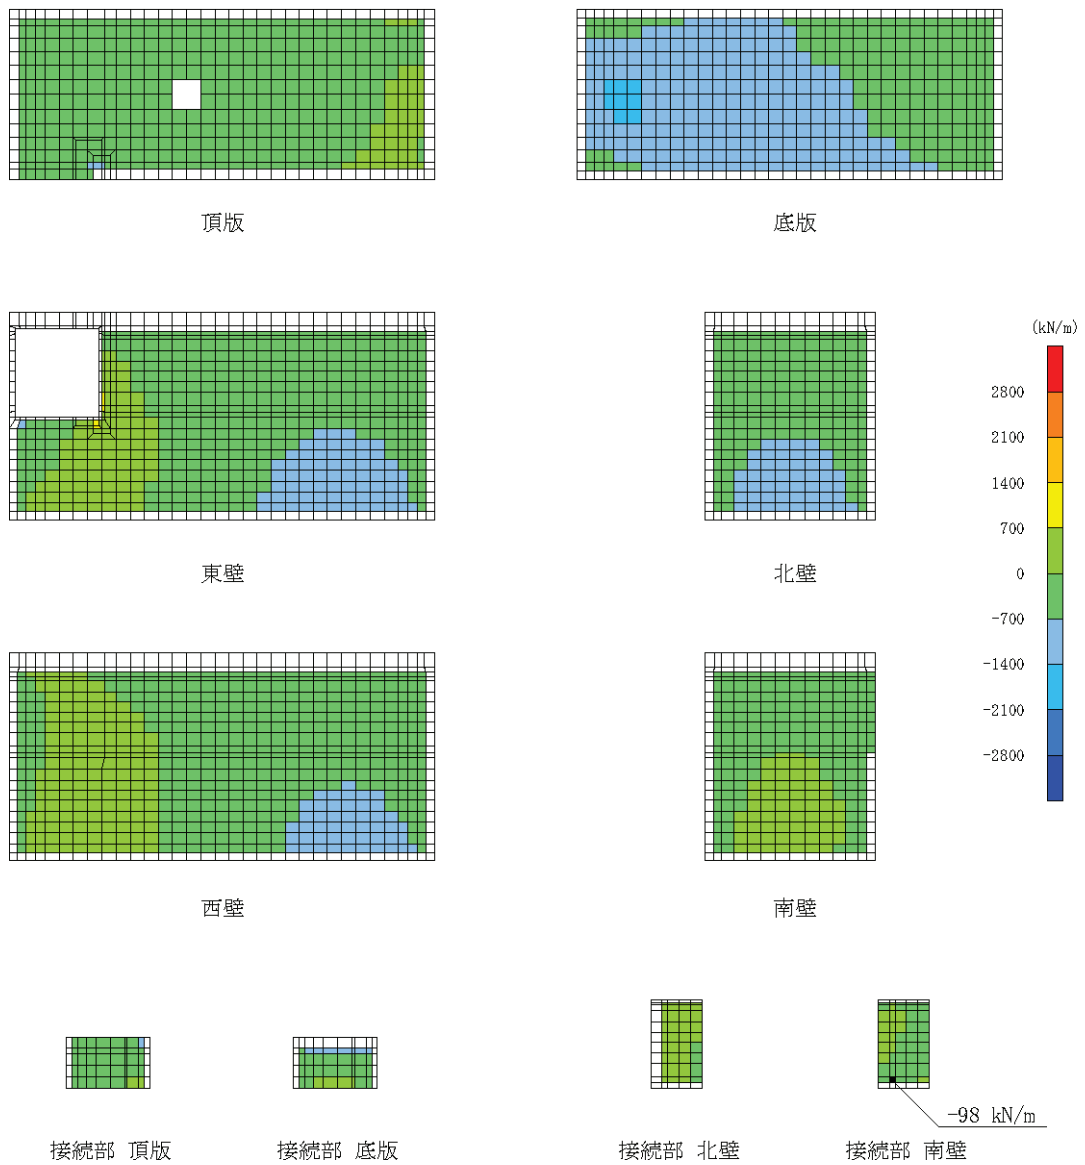 頂版
底版
東壁
北壁
(kN/m)
2800
2100
1400
700
0
-700
-1400
-2100
-2800
西壁
南壁
-98 kN/m
接続部 頂版
接続部 底版
接続部 北壁
接続部 南壁